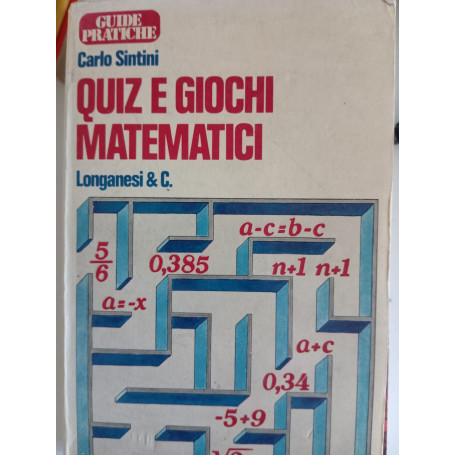 GUIDE
PRATICHE
Carlo Sintini
QUIZ E GIOCHI
MATEMATICI
Longanesi & C.
a-c=b-c
5/6
0,385
n+1 n+1
a=-x
a+c
0,34
-5+9